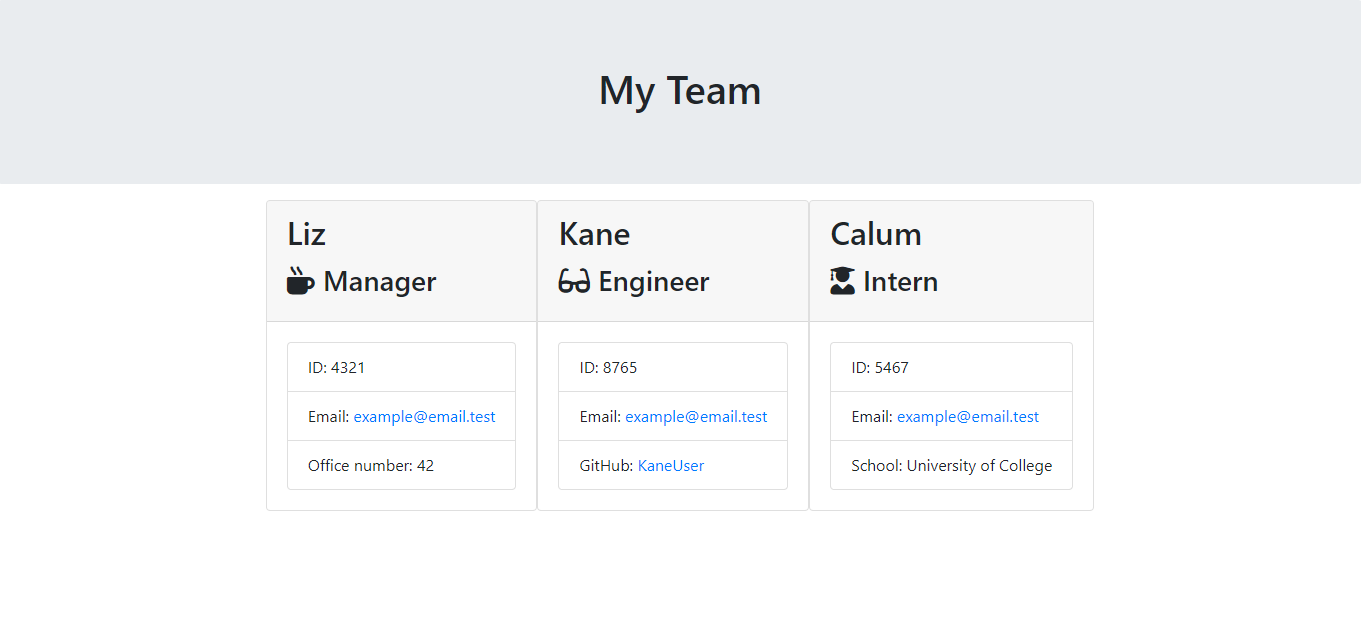 My Team
Liz
Manager
ID: 4321
Email: example@email.test
Office number: 42
Kane
Engineer
ID: 8765
Email: example@email.test
GitHub: KaneUser
Calum
Intern
ID: 5467
Email: example@email.test
School: University of College